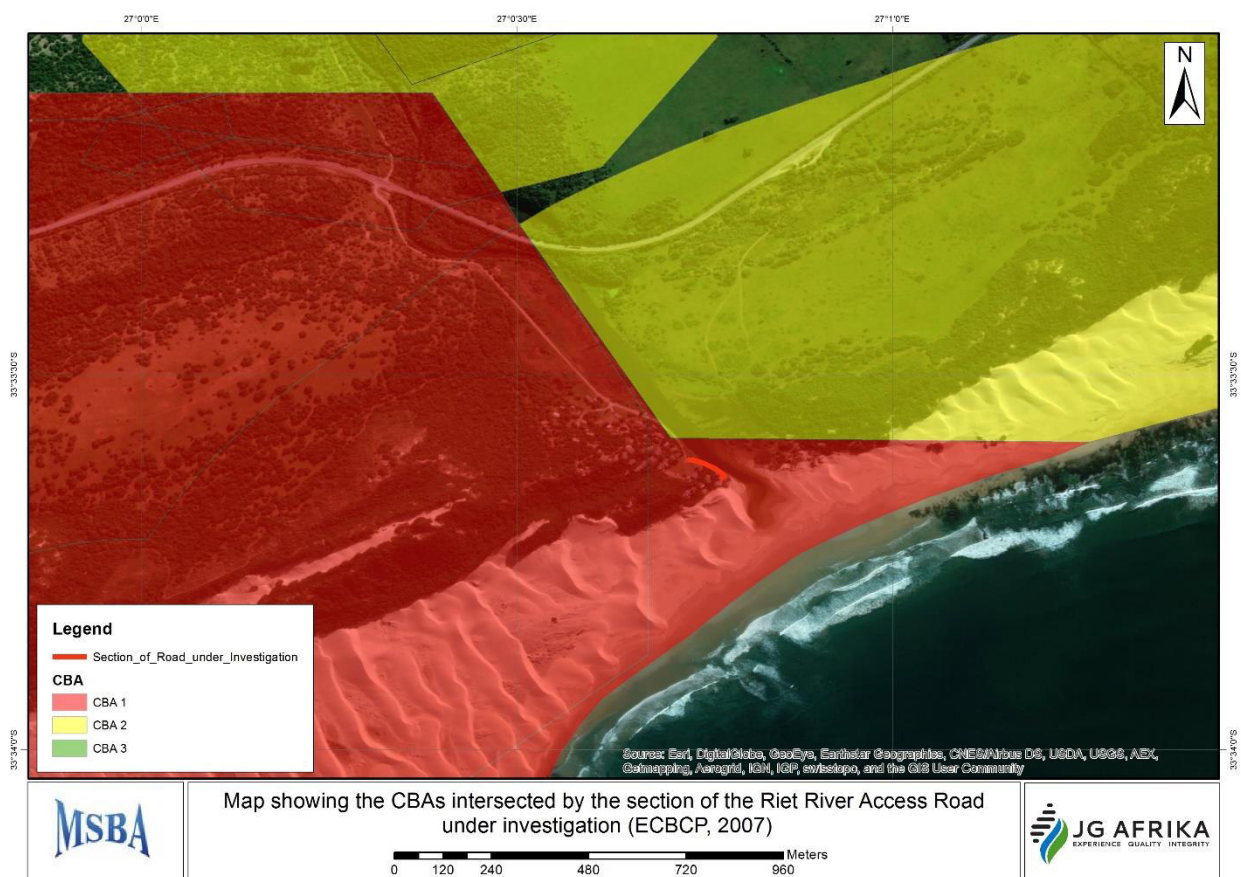 27°0'0"E
27°0'30"E
27°1'0"E
N
33°33'30"S
33°33'30"S
33°34'0"S
33°34'0"S
Legend
Section_of_Road_under_Investigation
CBA
CBA 1
CBA 2
CBA 3
Source: Esri, DigitalGlobe, GeoEye, Earthstar Geographics, CNES/Airbus DS, USDA, USGS, AEX,
Getmapping, Aerogrid, IGN, IGP, swisstopo, and the GIS User Community
MSBA
Map showing the CBAs intersected by the section of the Riet River Access Road
under investigation (ECBCP, 2007)
Meters
0 120 240 480 720 960
JG AFRIKA
EXPERIENCE QUALITY INTEGRITY